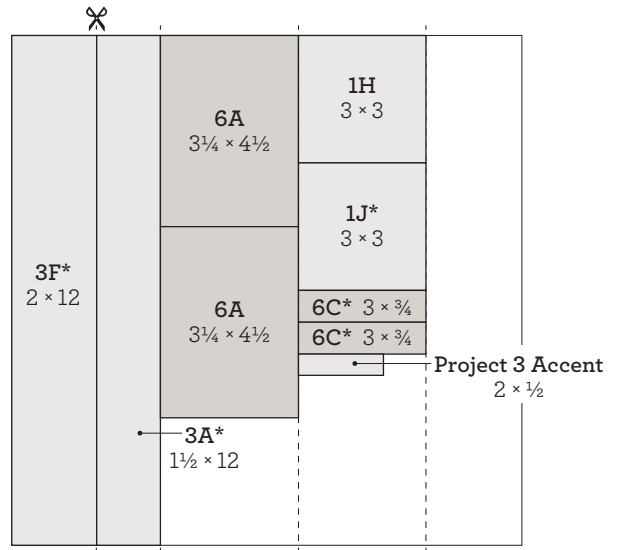 3F*
2 × 12
3A*
1½ × 12
6A
3¼ × 4½
6A
3¼ × 4½
1H
3 × 3
1J*
3 × 3
6C* 3 × ¾
6C* 3 × ¾
Project 3 Accent
2 × ½